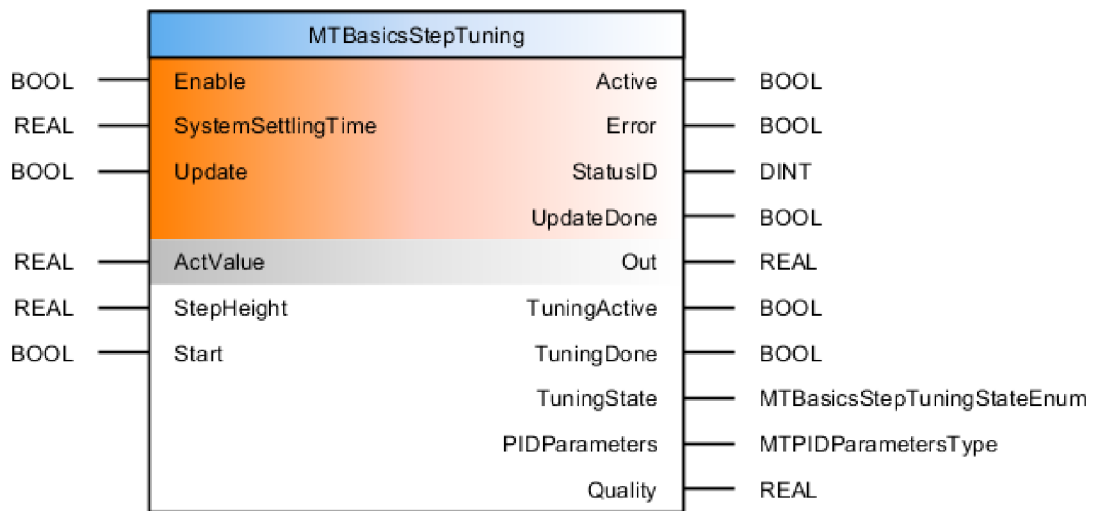 MTBasicsStepTuning
BOOL Enable Active BOOL
REAL SystemSettlingTime Error BOOL
BOOL Update StatusID DINT
UpdateDone BOOL
REAL ActValue Out REAL
REAL StepHeight TuningActive BOOL
BOOL Start TuningDone BOOL
TuningState MTBasicsStepTuningStateEnum
PIDParameters MTPIDParametersType
Quality REAL